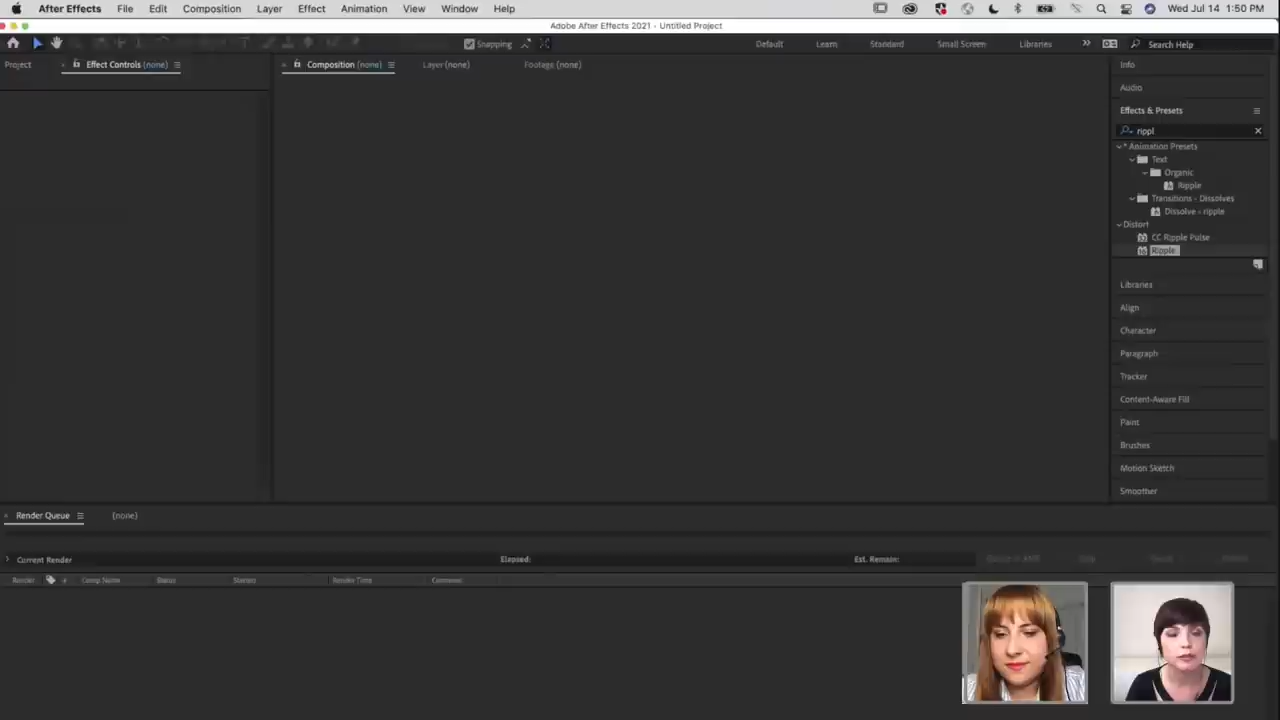 After Effects File Edit Composition Layer Effect Animation View Window Help Wed Jul 14 1:50 PM
Adobe After Effects 2021 - Untitled Project
Snapping Default Learn Standard Small Screen Libraries Search Help
Project Effect Controls (none) Composition (none) Layer (none) Footage (none) Info
Audio
Effects & Presets
rippl
* Animation Presets
Text
Organic
Ripple
Transitions - Dissolves
Dissolve - ripple
Distort
CC Ripple Pulse
Ripple
Libraries
Align
Character
Paragraph
Tracker
Content-Aware Fill
Paint
Brushes
Motion Sketch
Smoother
Render Queue (none)
Current Render Elapsed: Est. Remain:
Render Comp Name Status Started Render Time Comment